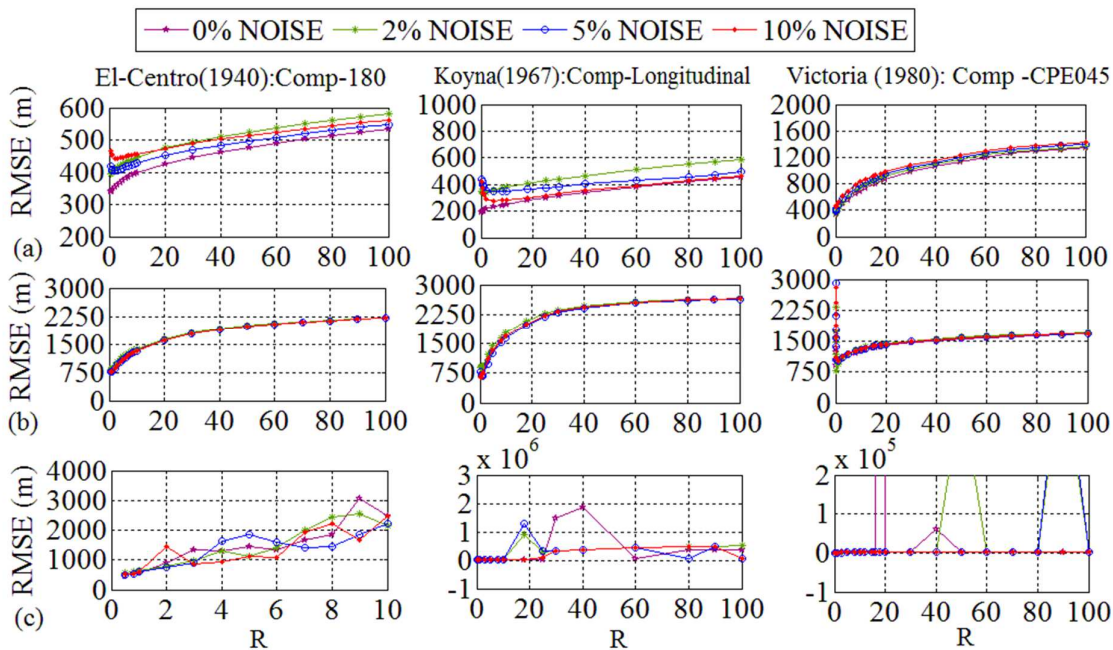 0% NOISE 2% NOISE 5% NOISE 10% NOISE
El-Centro(1940):Comp-180
Koyna(1967):Comp-Longitudinal
Victoria (1980): Comp -CPE045
RMSE (m)
600
500
400
300
200
0 20 40 60 80 100
1000
800
600
400
200
0
0 20 40 60 80 100
2000
1600
1200
800
400
0
0 20 40 60 80 100
(a)
RMSE (m)
3000
2250
1500
750
0
0 20 40 60 80 100
3000
2250
1500
750
0
0 20 40 60 80 100
3000
2250
1500
750
0
0 20 40 60 80 100
(b)
RMSE (m)
4000
3000
2000
1000
0
0 2 4 6 8 10
R
x 10^6
3
2
1
0
-1
0 20 40 60 80 100
R
x 10^5
2
1
0
-1
0 20 40 60 80 100
R
(c)